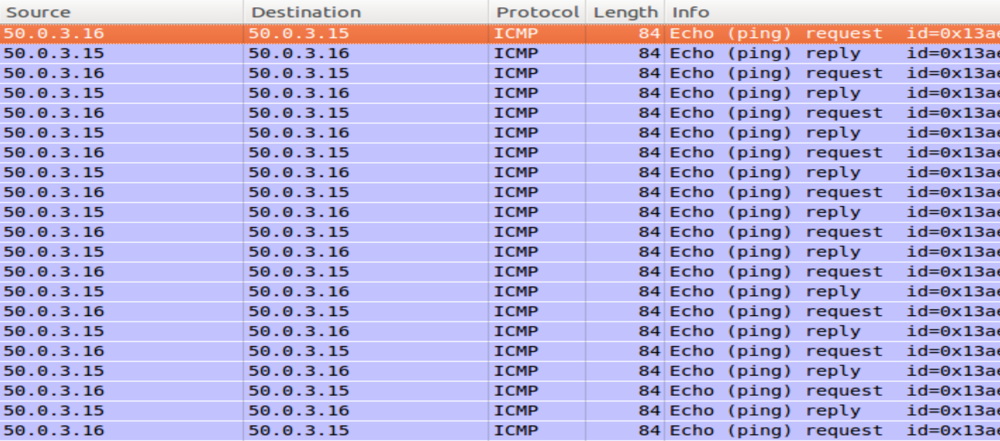 Source Destination Protocol Length Info
50.0.3.16 50.0.3.15 ICMP 84 Echo (ping) request id=0x13ae
50.0.3.15 50.0.3.16 ICMP 84 Echo (ping) reply id=0x13ae
50.0.3.16 50.0.3.15 ICMP 84 Echo (ping) request id=0x13ae
50.0.3.15 50.0.3.16 ICMP 84 Echo (ping) reply id=0x13ae
50.0.3.16 50.0.3.15 ICMP 84 Echo (ping) request id=0x13ae
50.0.3.15 50.0.3.16 ICMP 84 Echo (ping) reply id=0x13ae
50.0.3.16 50.0.3.15 ICMP 84 Echo (ping) request id=0x13ae
50.0.3.15 50.0.3.16 ICMP 84 Echo (ping) reply id=0x13ae
50.0.3.16 50.0.3.15 ICMP 84 Echo (ping) request id=0x13ae
50.0.3.15 50.0.3.16 ICMP 84 Echo (ping) reply id=0x13ae
50.0.3.16 50.0.3.15 ICMP 84 Echo (ping) request id=0x13ae
50.0.3.15 50.0.3.16 ICMP 84 Echo (ping) reply id=0x13ae
50.0.3.16 50.0.3.15 ICMP 84 Echo (ping) request id=0x13ae
50.0.3.15 50.0.3.16 ICMP 84 Echo (ping) reply id=0x13ae
50.0.3.16 50.0.3.15 ICMP 84 Echo (ping) request id=0x13ae
50.0.3.15 50.0.3.16 ICMP 84 Echo (ping) reply id=0x13ae
50.0.3.16 50.0.3.15 ICMP 84 Echo (ping) request id=0x13ae
50.0.3.15 50.0.3.16 ICMP 84 Echo (ping) reply id=0x13ae
50.0.3.16 50.0.3.15 ICMP 84 Echo (ping) request id=0x13ae
50.0.3.15 50.0.3.16 ICMP 84 Echo (ping) reply id=0x13ae
50.0.3.16 50.0.3.15 ICMP 84 Echo (ping) request id=0x13ae